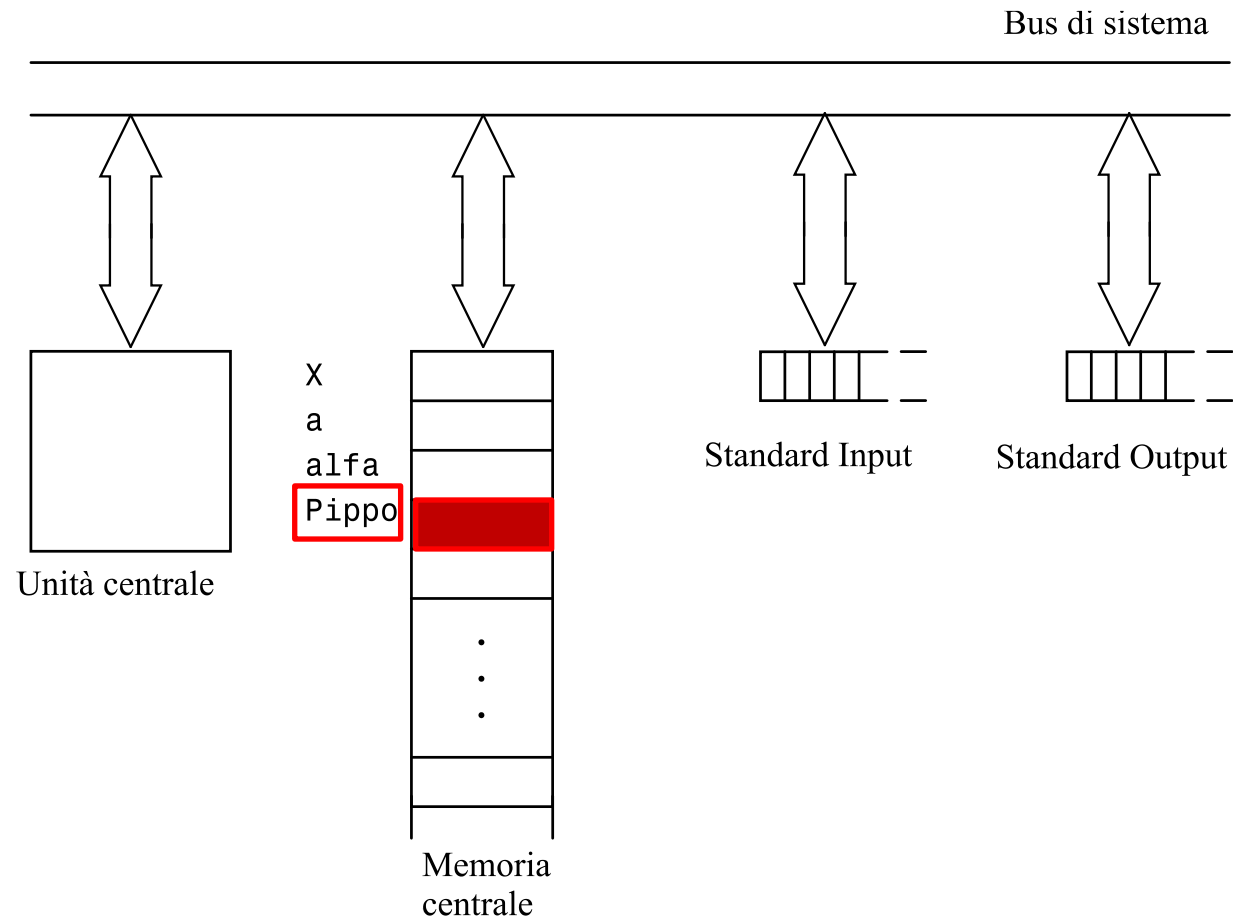 Bus di sistema
X
a
alfa
Pippo
Standard Input
Standard Output
Unità centrale
Memoria
centrale